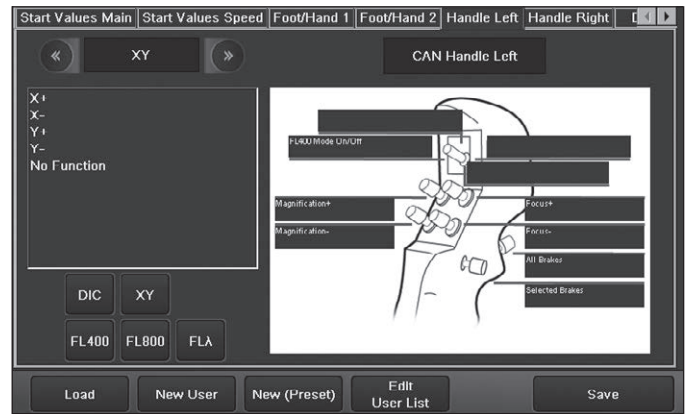 Start Values Main Start Values Speed Foot/Hand 1 Foot/Hand 2 Handle Left Handle Right
« XY »
CAN Handle Left
X+
X-
Y+
Y-
No Function
FL400 Mode On/Off
Magnification+
Focus+
Magnification-
Focus-
All Brakes
Selected Brakes
DIC XY
FL400 FL800 FLλ
Load
New User
New (Preset)
Edit
User List
Save